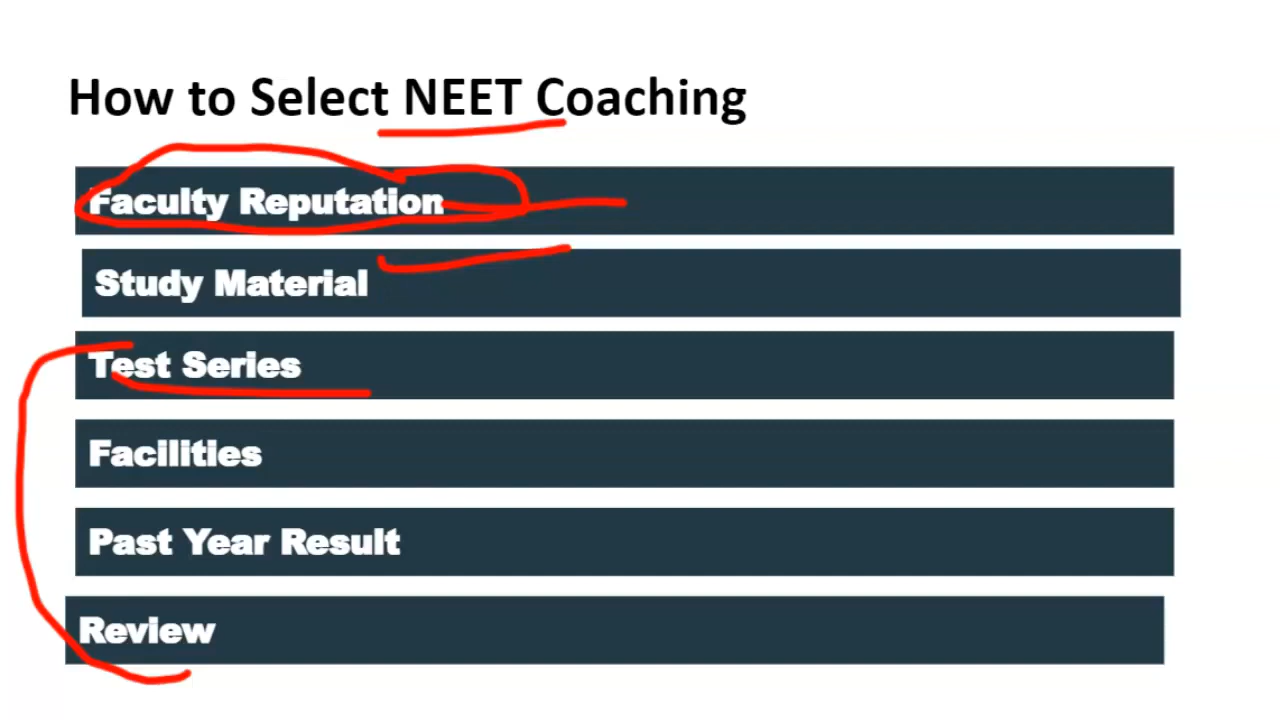 How to Select NEET Coaching
Faculty Reputation
Study Material
Test Series
Facilities
Past Year Result
Review